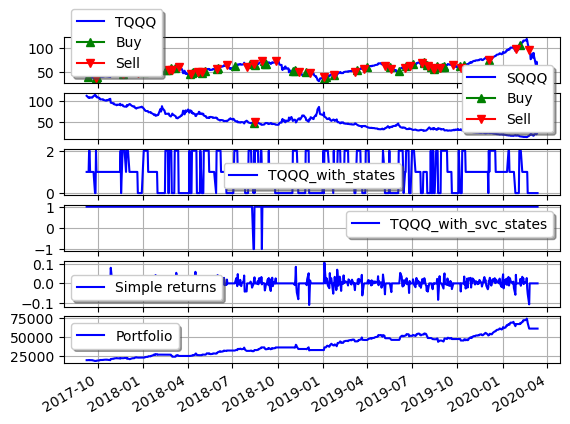 TQQQ
Buy
Sell
100
50
SQQQ
Buy
Sell
100
50
2
0
TQQQ_with_states
1
0
−1
TQQQ_with_svc_states
0.1
0.0
−0.1
Simple returns
75000
50000
25000
Portfolio
2017-10
2018-01
2018-04
2018-07
2018-10
2019-01
2019-04
2019-07
2019-10
2020-01
2020-04